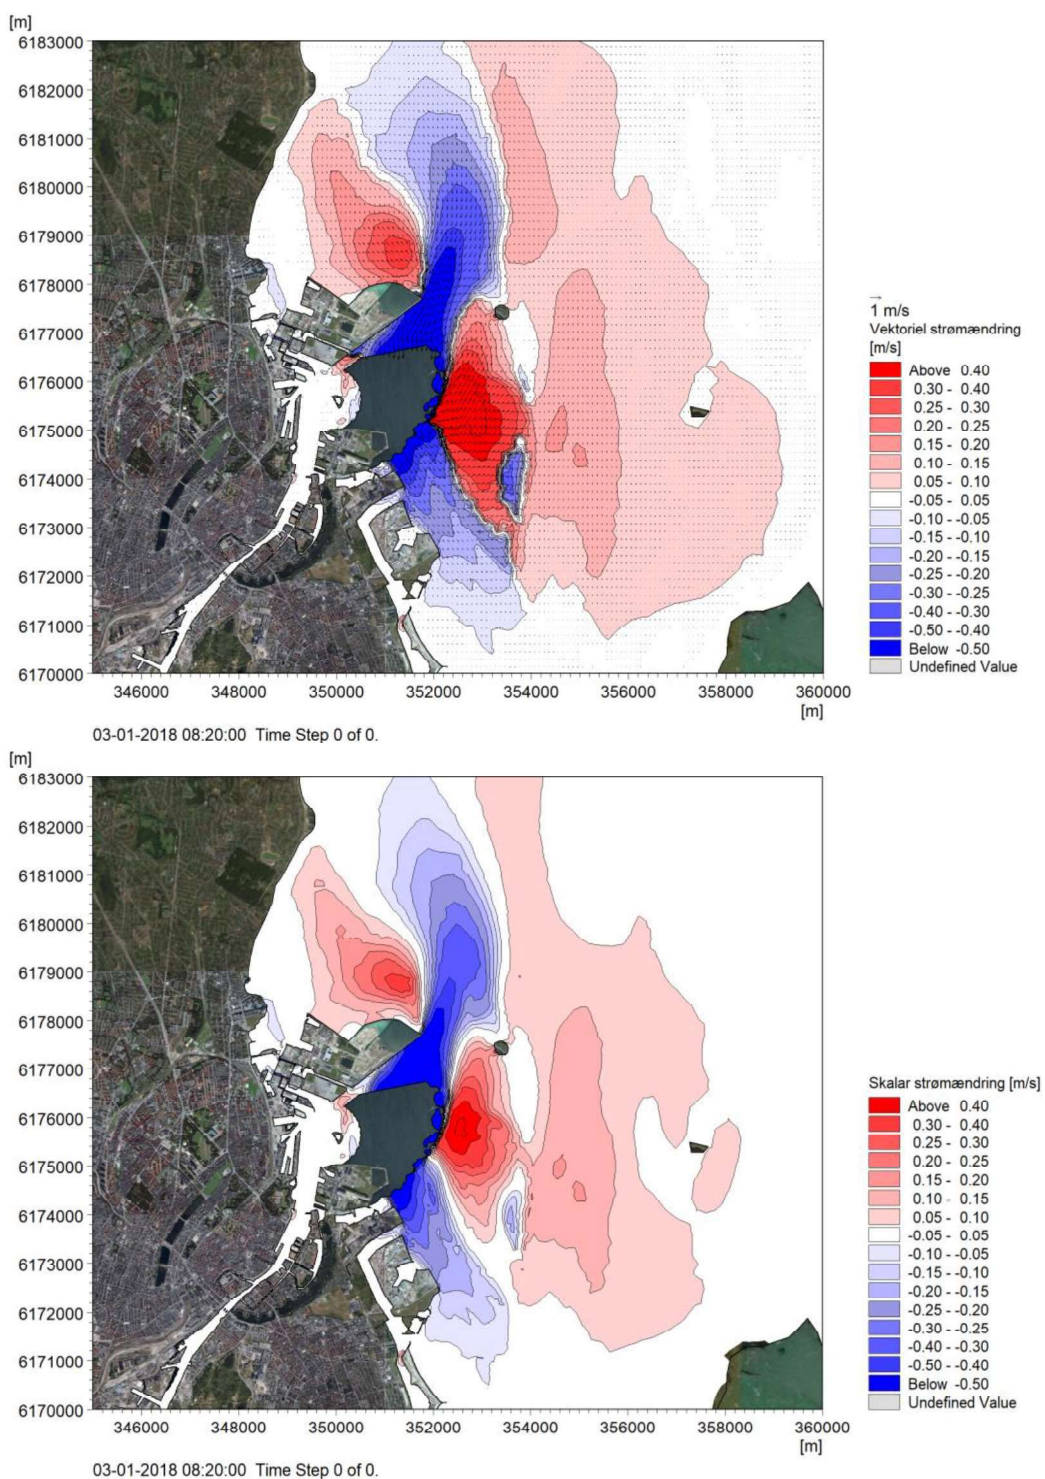 [m]
6183000
6182000
6181000
6180000
6179000
6178000
6177000
6176000
6175000
6174000
6173000
6172000
6171000
6170000
346000 348000 350000 352000 354000 356000 358000 360000
[m]
03-01-2018 08:20:00 Time Step 0 of 0.
1 m/s
Vektoriel strømændring
[m/s]
Above 0.40
0.30 - 0.40
0.25 - 0.30
0.20 - 0.25
0.15 - 0.20
0.10 - 0.15
0.05 - 0.10
-0.05 - 0.05
-0.10 - -0.05
-0.15 - -0.10
-0.20 - -0.15
-0.25 - -0.20
-0.30 - -0.25
-0.40 - -0.30
-0.50 - -0.40
Below -0.50
Undefined Value
[m]
6183000
6182000
6181000
6180000
6179000
6178000
6177000
6176000
6175000
6174000
6173000
6172000
6171000
6170000
346000 348000 350000 352000 354000 356000 358000 360000
[m]
03-01-2018 08:20:00 Time Step 0 of 0.
Skalar strømændring [m/s]
Above 0.40
0.30 - 0.40
0.25 - 0.30
0.20 - 0.25
0.15 - 0.20
0.10 - 0.15
0.05 - 0.10
-0.05 - 0.05
-0.10 - -0.05
-0.15 - -0.10
-0.20 - -0.15
-0.25 - -0.20
-0.30 - -0.25
-0.40 - -0.30
-0.50 - -0.40
Below -0.50
Undefined Value